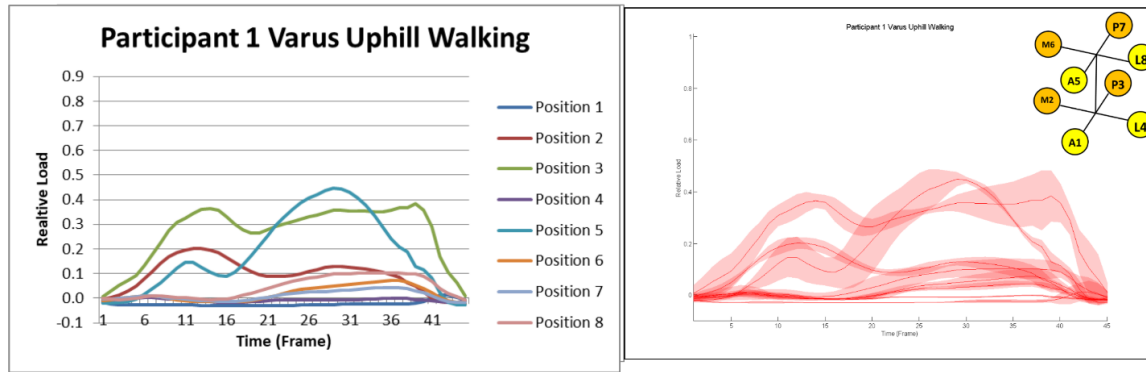 Participant 1 Varus Uphill Walking
0.9
0.8
0.7
0.6
0.5
0.4
0.3
0.2
0.1
0.0
-0.1
Realtive Load
1 6 11 16 21 26 31 36 41
Time (Frame)
Position 1
Position 2
Position 3
Position 4
Position 5
Position 6
Position 7
Position 8
Participant 1 Varus Uphill Walking
1
0.8
0.6
0.4
0.2
0
Relative Load
5 10 15 20 25 30 35 40 45
Time (Frame)
P7
M6
L8
A5
P3
M2
L4
A1